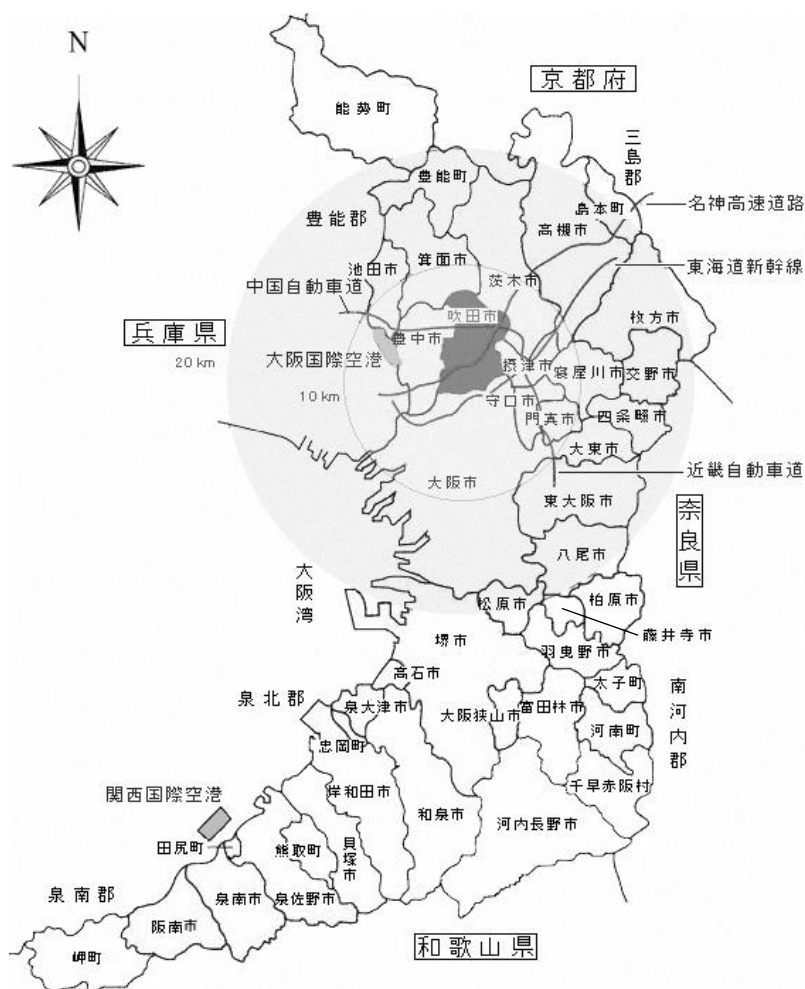 N
京都府
能勢町
三島郡
豊能町
島本町
名神高速道路
豊能郡
高槻市
箕面市
池田市
東海道新幹線
茨木市
中国自動車道
吹田市
枚方市
兵庫県
豊中市
20 km
大阪国際空港
摂津市
寝屋川市
交野市
10 km
守口市
門真市
四条畷市
大東市
大阪市
近畿自動車道
東大阪市
奈良県
八尾市
大阪湾
松原市
柏原市
藤井寺市
堺市
羽曳野市
高石市
太子町
泉北郡
泉大津市
大阪狭山市
富田林市
南河内郡
河南町
忠岡町
千早赤阪村
関西国際空港
岸和田市
和泉市
河内長野市
田尻町
熊取町
貝塚市
泉南郡
泉南市
泉佐野市
阪南市
和歌山県
岬町